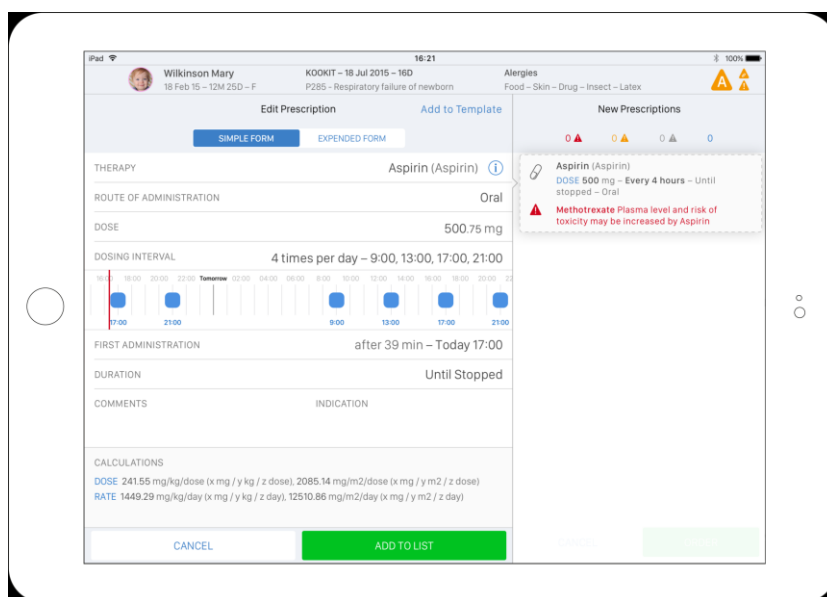 iPad 16:21 100%
Wilkinson Mary KOOKIT – 18 Jul 2015 – 16D Alergies
18 Feb 15 – 12M 25D – F P285 - Respiratory failure of newborn Food – Skin – Drug – Insect – Latex
A
Edit Prescription Add to Template New Prescriptions
SIMPLE FORM EXPENDED FORM
0 0 0 0
THERAPY Aspirin (Aspirin) i
Aspirin (Aspirin)
DOSE 500 mg – Every 4 hours – Until
stopped – Oral
Methotrexate Plasma level and risk of
toxicity may be increased by Aspirin
ROUTE OF ADMINISTRATION Oral
DOSE 500.75 mg
DOSING INTERVAL 4 times per day – 9:00, 13:00, 17:00, 21:00
16:00 18:00 20:00 22:00 Tomorrow 02:00 04:00 06:00 8:00 10:00 12:00 14:00 16:00 18:00 20:00 22
17:00 21:00 9:00 13:00 17:00 21:00
FIRST ADMINISTRATION after 39 min – Today 17:00
DURATION Until Stopped
COMMENTS INDICATION
CALCULATIONS
DOSE 241.55 mg/kg/dose (x mg / y kg / z dose), 2085.14 mg/m2/dose (x mg / y m2 / z dose)
RATE 1449.29 mg/kg/day (x mg / y kg / z day), 12510.86 mg/m2/day (x mg / y m2 / z day)
CANCEL ADD TO LIST